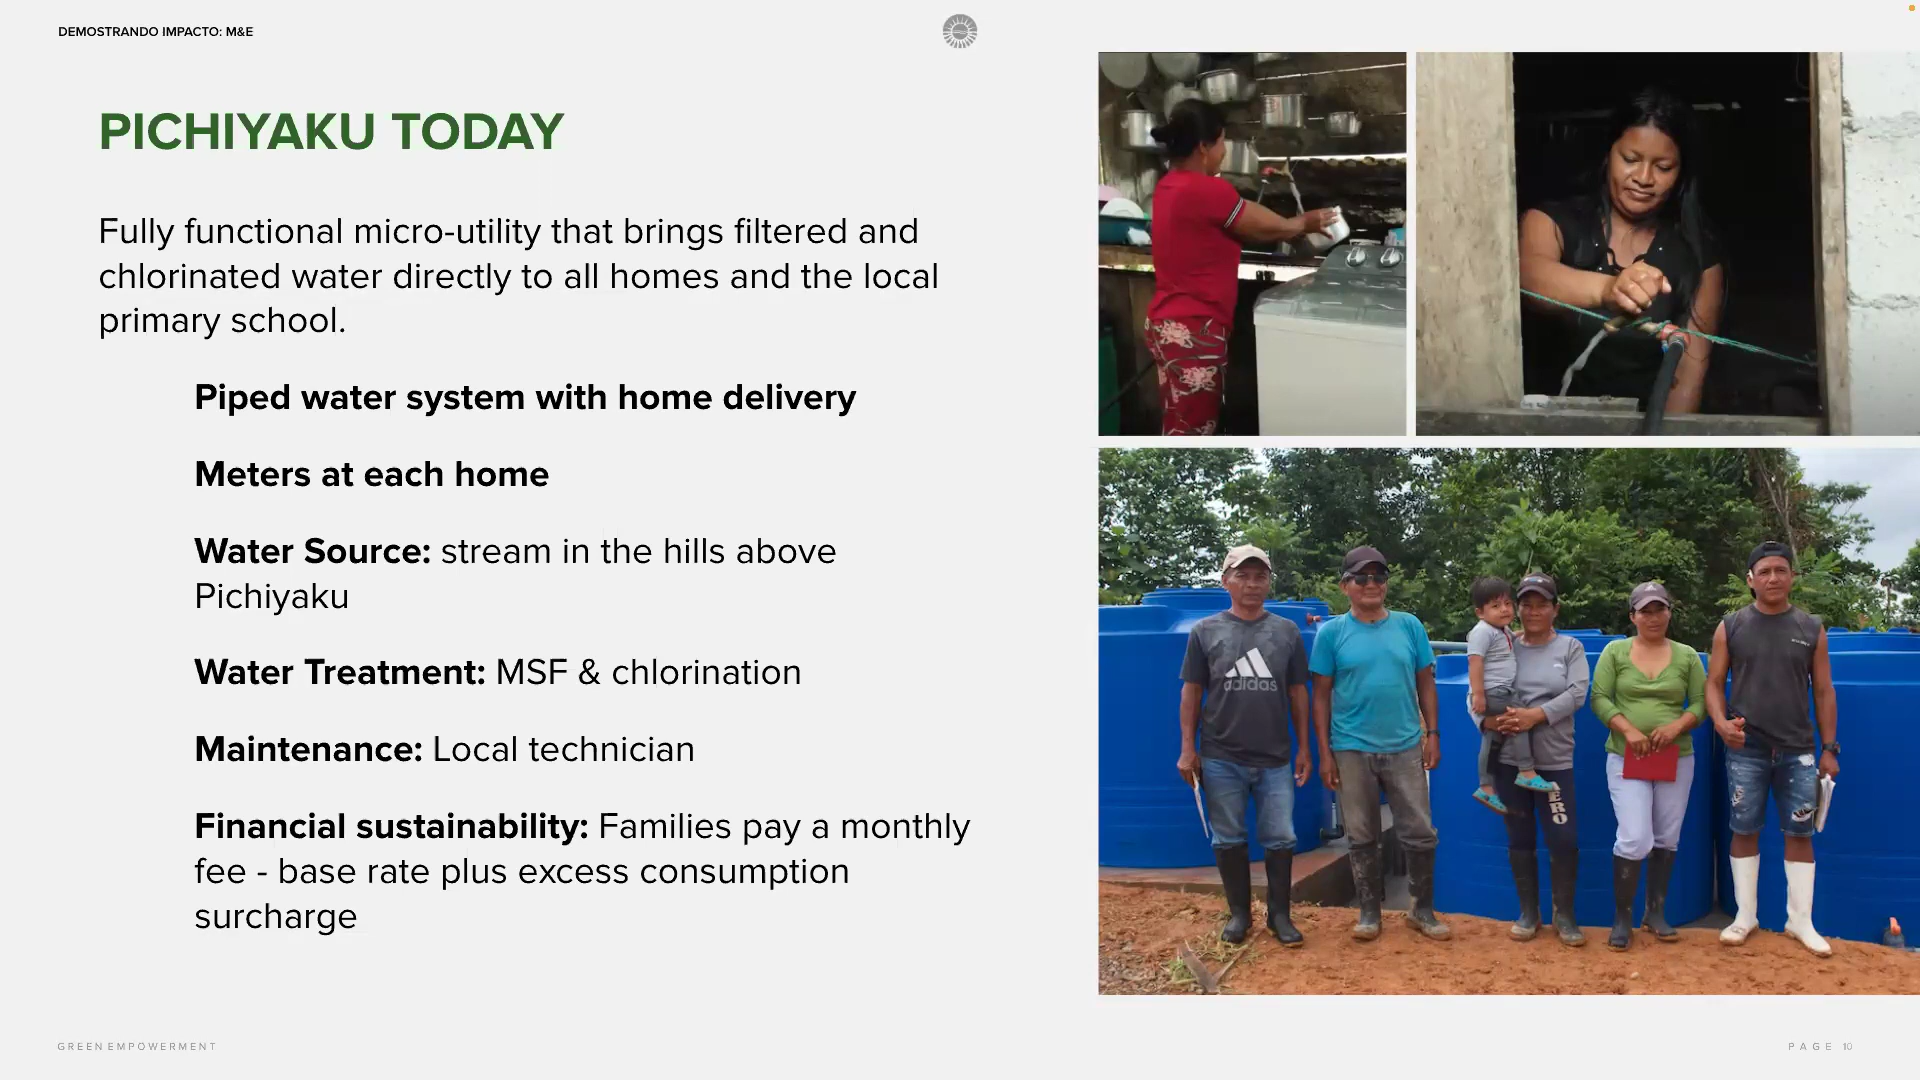 DEMOSTRANDO IMPACTO: M&E
PICHIYAKU TODAY
Fully functional micro-utility that brings filtered and
chlorinated water directly to all homes and the local
primary school.
Piped water system with home delivery
Meters at each home
Water Source: stream in the hills above
Pichiyaku
Water Treatment: MSF & chlorination
Maintenance: Local technician
Financial sustainability: Families pay a monthly
fee - base rate plus excess consumption
surcharge
adidas
AERO
GREEN EMPOWERMENT
PAGE 10